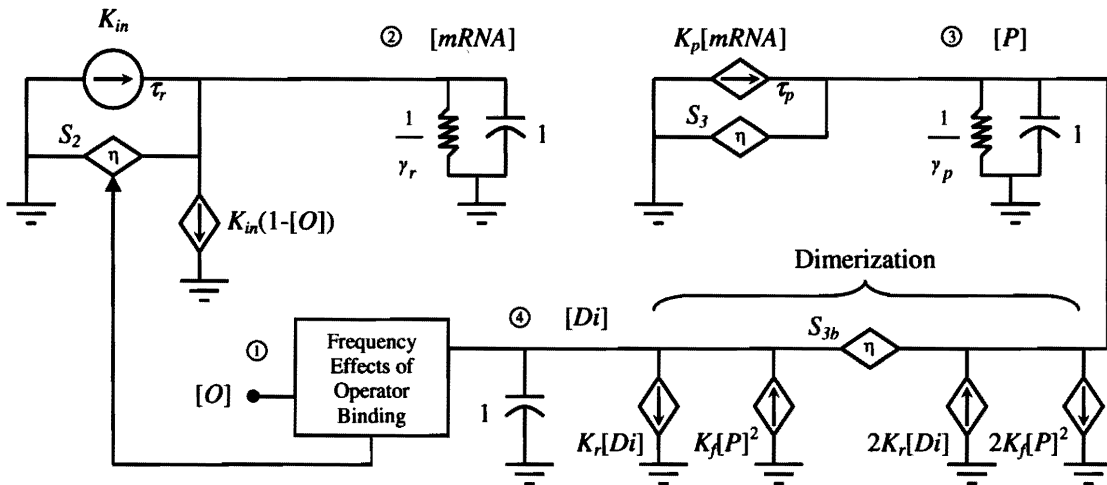 K_in
② [mRNA]
K_p[mRNA]
③ [P]
τ_r
τ_p
S_2
η
1
—
γ_r
1
S_3
η
1
—
γ_p
1
K_in(1-[O])
Dimerization
④ [Di]
S_3b
η
①
[O]
Frequency
Effects of
Operator
Binding
1
K_r[Di]
K_f[P]^2
2K_r[Di]
2K_f[P]^2